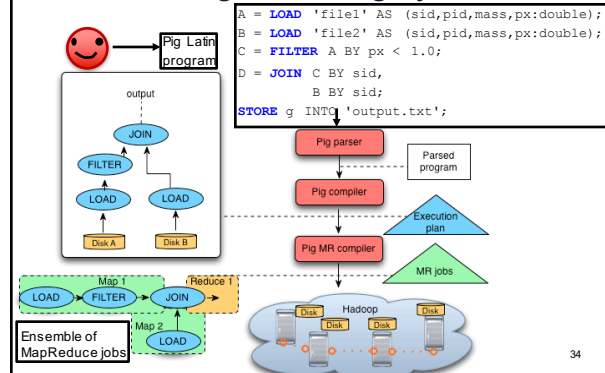 Pig Latin
program
A = LOAD 'file1' AS (sid,pid,mass,px:double);
B = LOAD 'file2' AS (sid,pid,mass,px:double);
C = FILTER A BY px < 1.0;
D = JOIN C BY sid,
B BY sid;
STORE g INTO 'output.txt';
output
JOIN
FILTER
LOAD
LOAD
Disk A
Disk B
Pig parser
Parsed
program
Pig compiler
Execution
plan
Pig MR compiler
MR jobs
Map 1
Reduce 1
LOAD
FILTER
JOIN
Map 2
LOAD
Ensemble of
MapReduce jobs
Hadoop
Disk
Disk
Disk
Disk
34